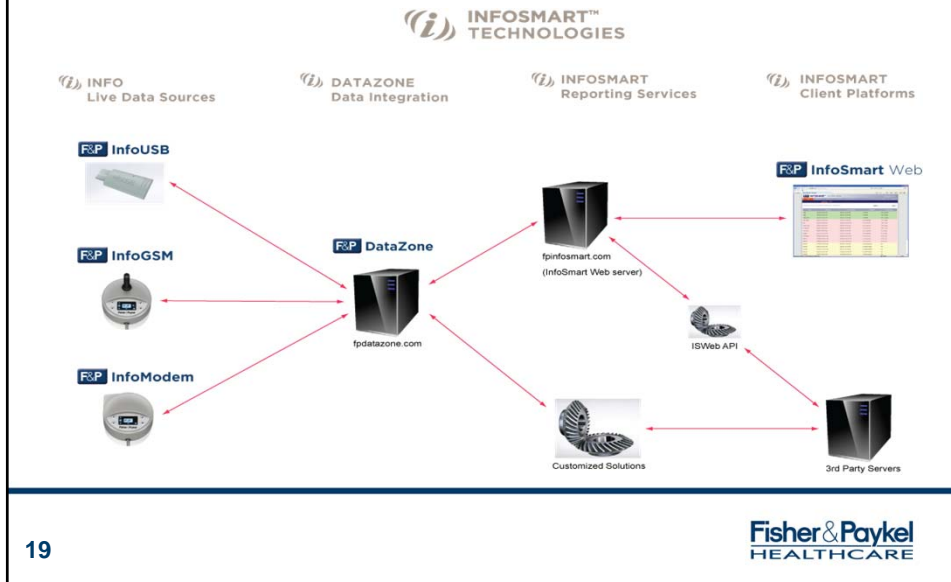 INFOSMART™
TECHNOLOGIES
INFO
Live Data Sources
DATAZONE
Data Integration
INFOSMART
Reporting Services
INFOSMART
Client Platforms
F&P InfoUSB
F&P InfoGSM
F&P InfoModem
F&P DataZone
fpdatazone.com
fpinfosmart.com
(InfoSmart Web server)
F&P InfoSmart Web
ISWeb API
Customized Solutions
3rd Party Servers
19
Fisher&Paykel
HEALTHCARE